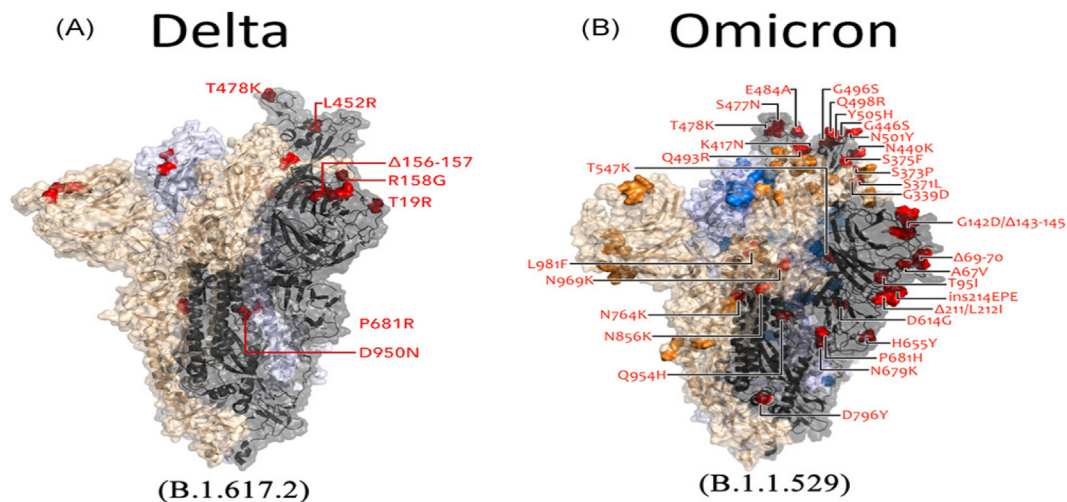 (A) Delta
T478K
L452R
Δ156-157
R158G
T19R
P681R
D950N
(B.1.617.2)
(B) Omicron
E484A
S477N
T478K
K417N
Q493R
T547K
G496S
Q498R
Y505H
G446S
N501Y
N440K
S375F
S373P
S371L
G339D
G142D/Δ143-145
Δ69-70
A67V
T95I
ins214EPE
Δ211/L212I
D614G
H655Y
P681H
N679K
L981F
N969K
N764K
N856K
Q954H
D796Y
(B.1.1.529)